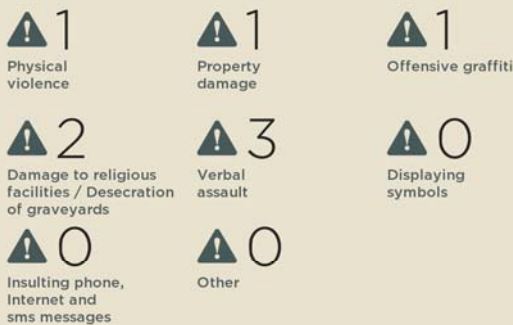 1
Physical
violence
1
Property
damage
1
Offensive graffiti
2
Damage to religious
facilities / Desecration
of graveyards
3
Verbal
assault
0
Displaying
symbols
0
Insulting phone,
Internet and
sms messages
0
Other